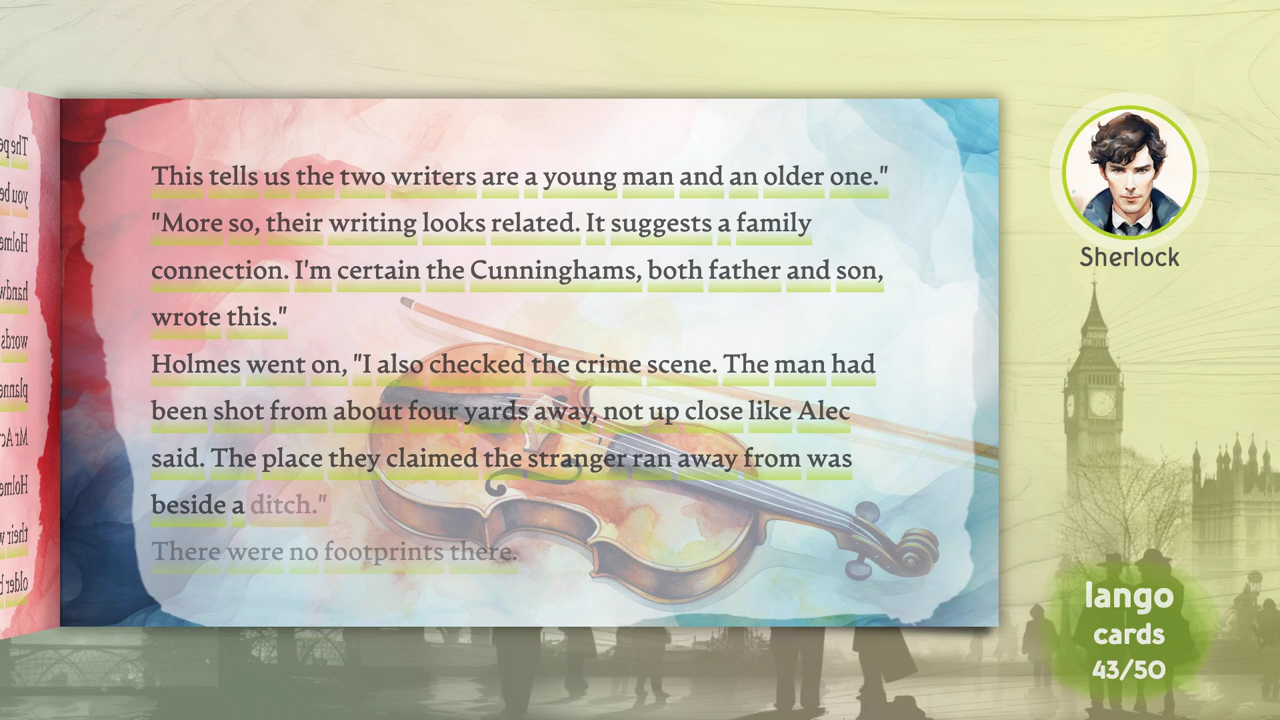 This tells us the two writers are a young man and an older one."
"More so, their writing looks related. It suggests a family
connection. I'm certain the Cunninghams, both father and son,
wrote this."
Holmes went on, "I also checked the crime scene. The man had
been shot from about four yards away, not up close like Alec
said. The place they claimed the stranger ran away from was
beside a ditch."
There were no footprints there.
Sherlock
lango
cards
43/50